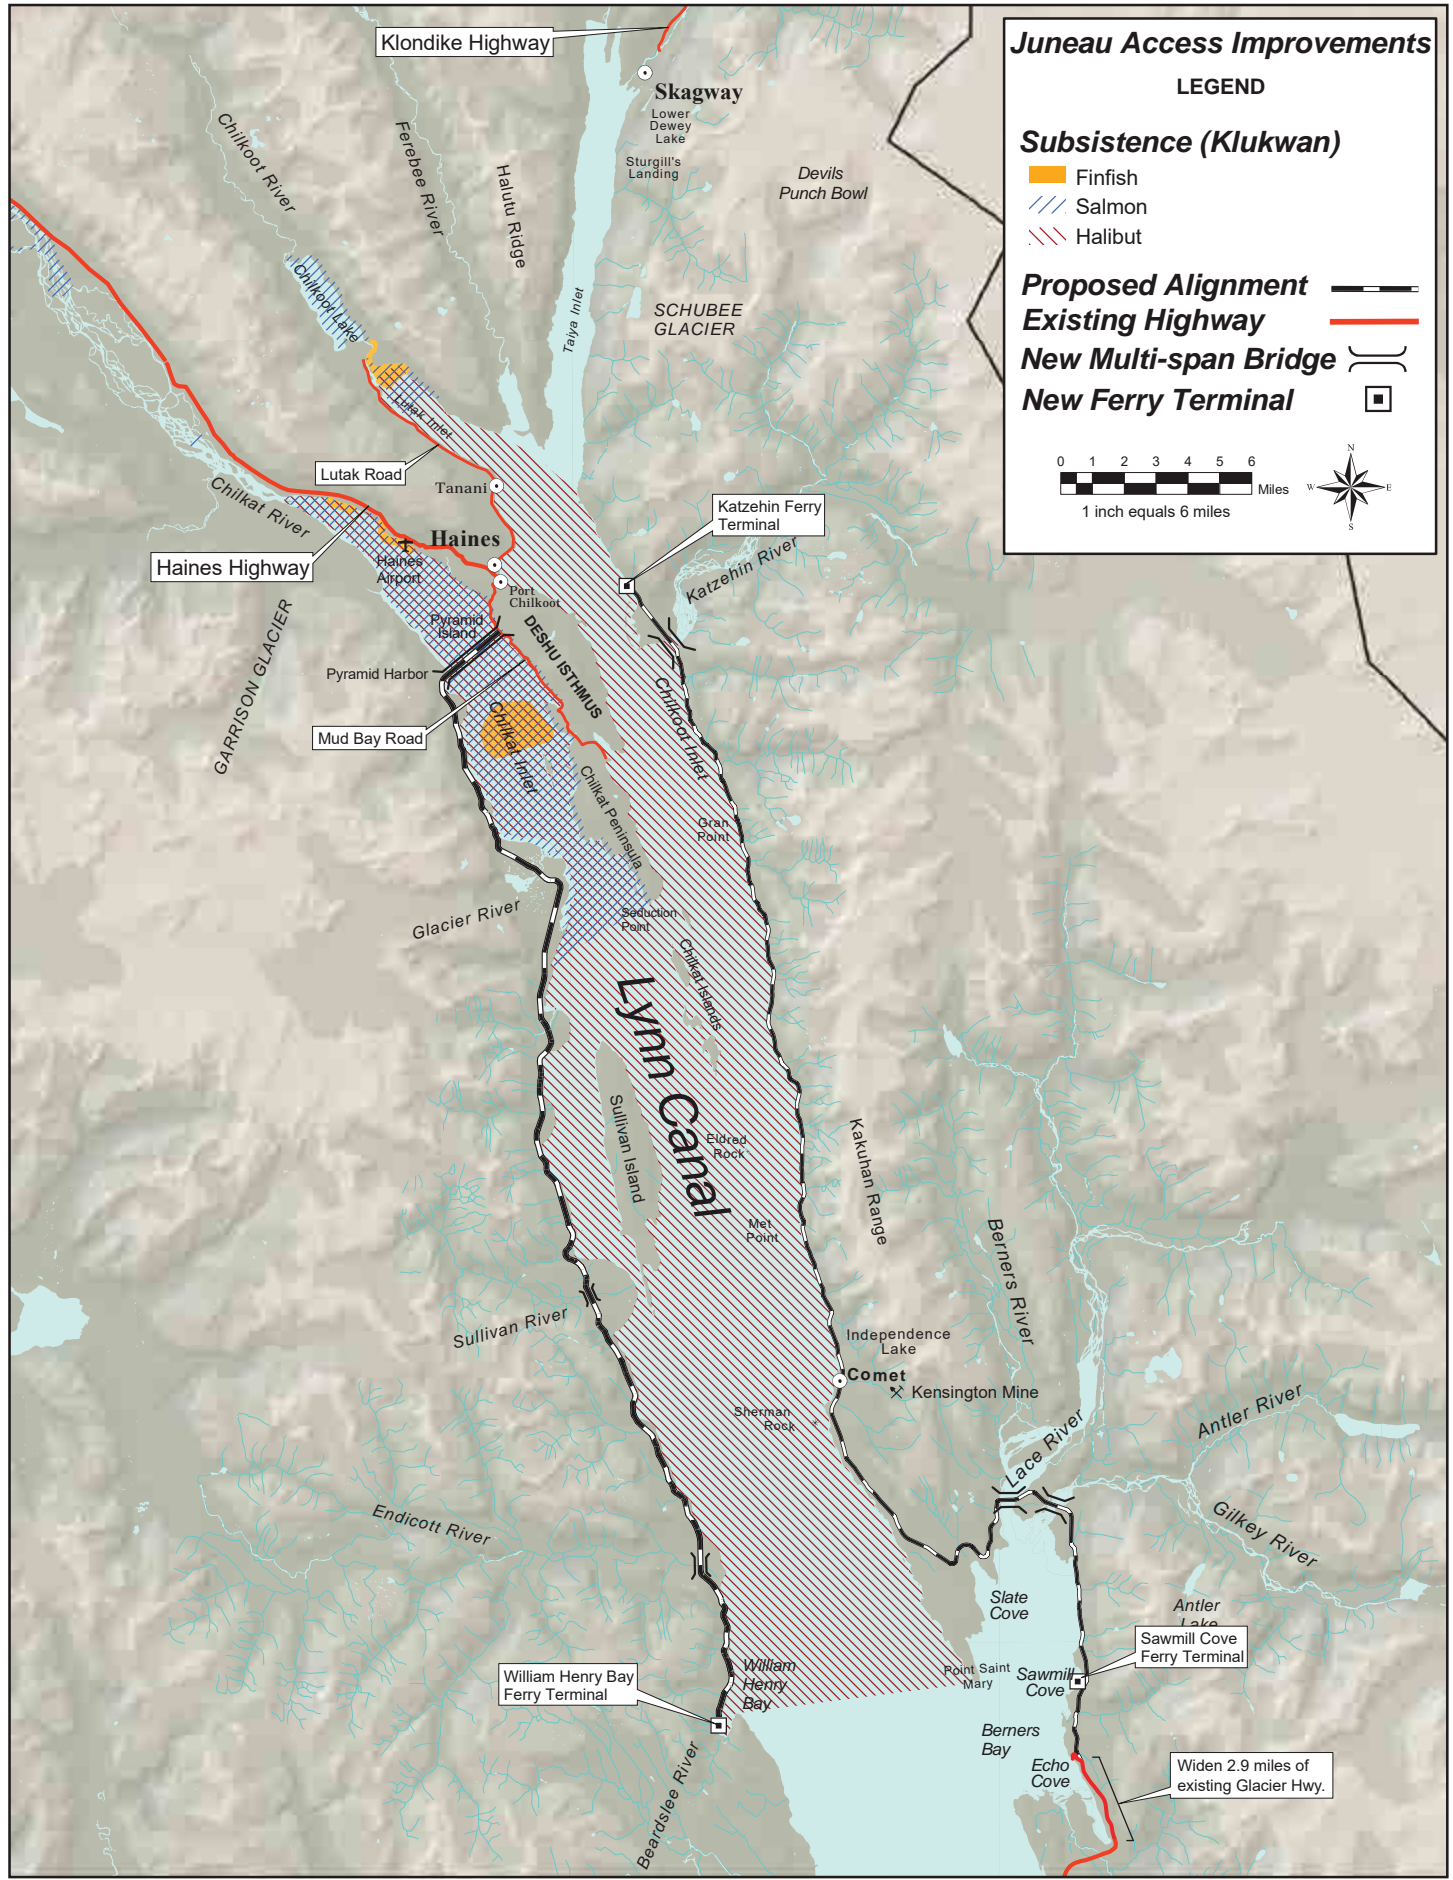 Juneau Access Improvements
LEGEND
Subsistence (Klukwan)
Finfish
Salmon
Halibut
Proposed Alignment
Existing Highway
New Multi-span Bridge
New Ferry Terminal
0 1 2 3 4 5 6
Miles
1 inch equals 6 miles
N
W
E
S
Klondike Highway
Skagway
Lower
Dewey
Lake
Sturgill's
Landing
Devils
Punch Bowl
Chilkoot River
Ferebee River
Halutu Ridge
Taiya Inlet
SCHUBEE
GLACIER
Chilkoot Lake
Lutak Inlet
Lutak Road
Tanani
Chilkat River
Haines
Haines Highway
Haines
Airport
Port
Chilkoot
Katzehin Ferry
Terminal
Katzehin River
GARRISON GLACIER
Pyramid
Island
DESHU ISTHMUS
Pyramid Harbor
Mud Bay Road
Chilkat Inlet
Chilkoot Inlet
Chilkat Peninsula
Gran
Point
Glacier River
Seduction
Point
Chilkat Islands
Lynn Canal
Sullivan Island
Eldred
Rock
Kakuhan Range
Met
Point
Berners River
Sullivan River
Independence
Lake
Comet
Kensington Mine
Sherman
Rock
Antler River
Lace River
Endicott River
Gilkey River
Slate
Cove
Antler
Lake
Sawmill Cove
Ferry Terminal
William Henry Bay
Ferry Terminal
William
Henry
Bay
Point Saint
Mary
Sawmill
Cove
Berners
Bay
Echo
Cove
Widen 2.9 miles of
existing Glacier Hwy.
Beardslee River